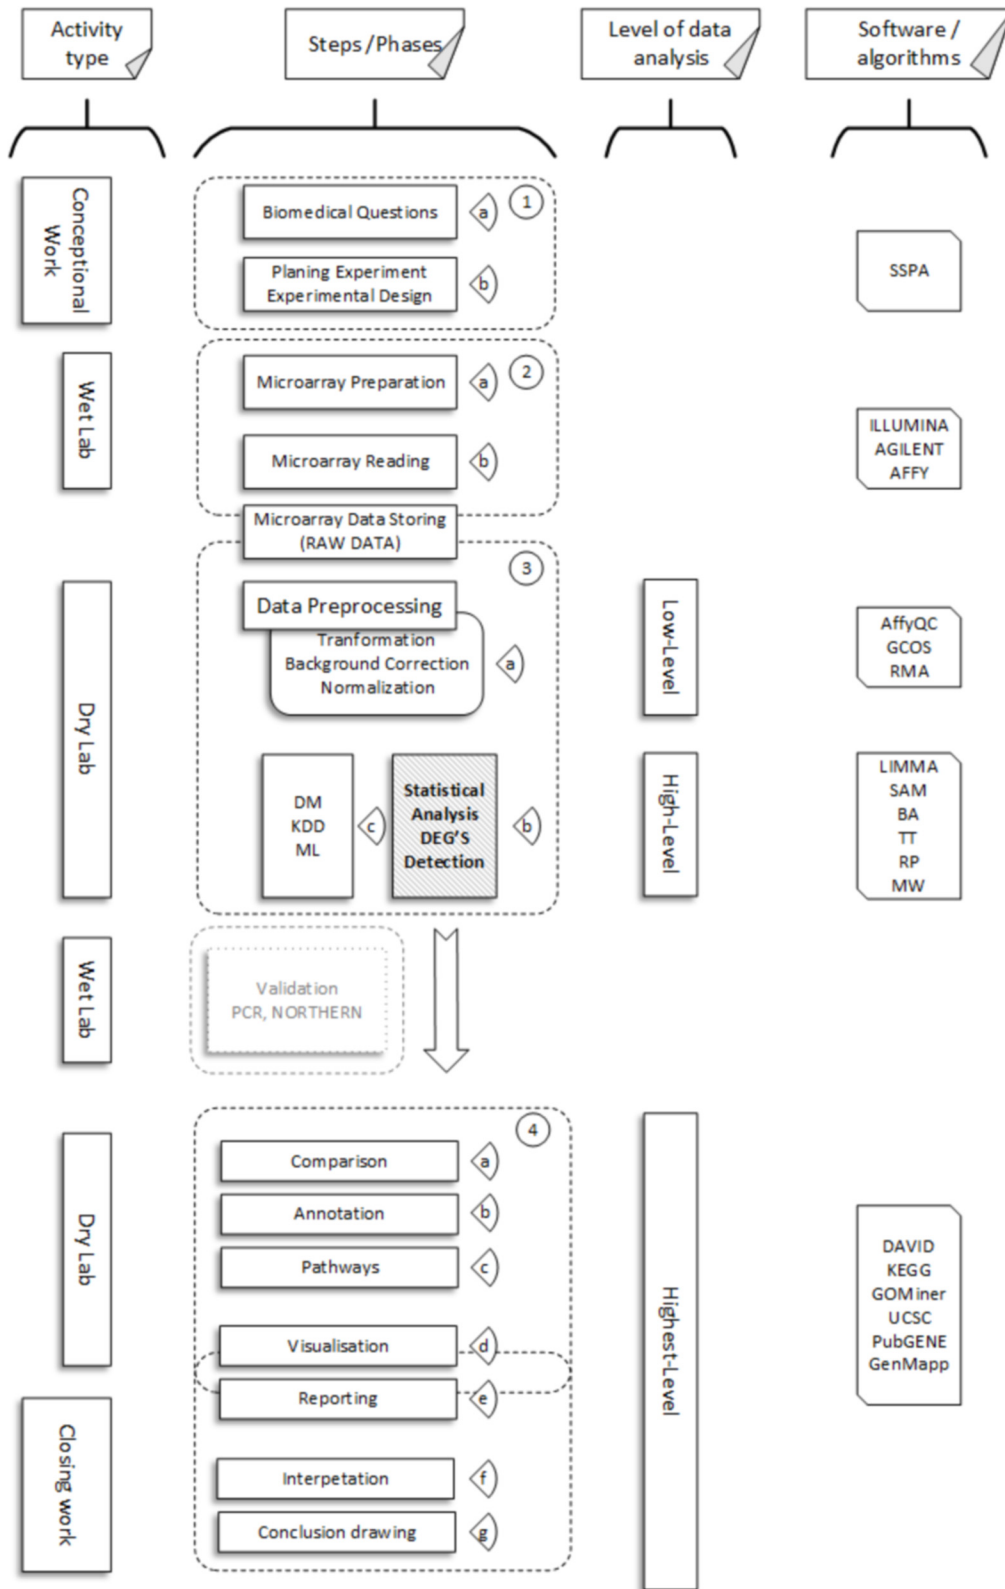 Activity
type
Steps / Phases
Level of data
analysis
Software /
algorithms
Conceptional
Work
Biomedical Questions
a
1
Planing Experiment
Experimental Design
b
SSPA
Wet Lab
Microarray Preparation
a
2
Microarray Reading
b
ILLUMINA
AGILENT
AFFY
Microarray Data Storing
(RAW DATA)
3
Dry Lab
Data Preprocessing
Tranformation
Background Correction
Normalization
a
Low-Level
AffyQC
GCOS
RMA
DM
KDD
ML
c
Statistical
Analysis
DEG'S
Detection
b
High-Level
LIMMA
SAM
BA
TT
RP
MW
Wet Lab
Validation
PCR, NORTHERN
4
Dry Lab
Comparison
a
Annotation
b
Pathways
c
Visualisation
d
Reporting
e
Closing work
Interpetation
f
Conclusion drawing
g
Highest-Level
DAVID
KEGG
GOMiner
UCSC
PubGENE
GenMapp